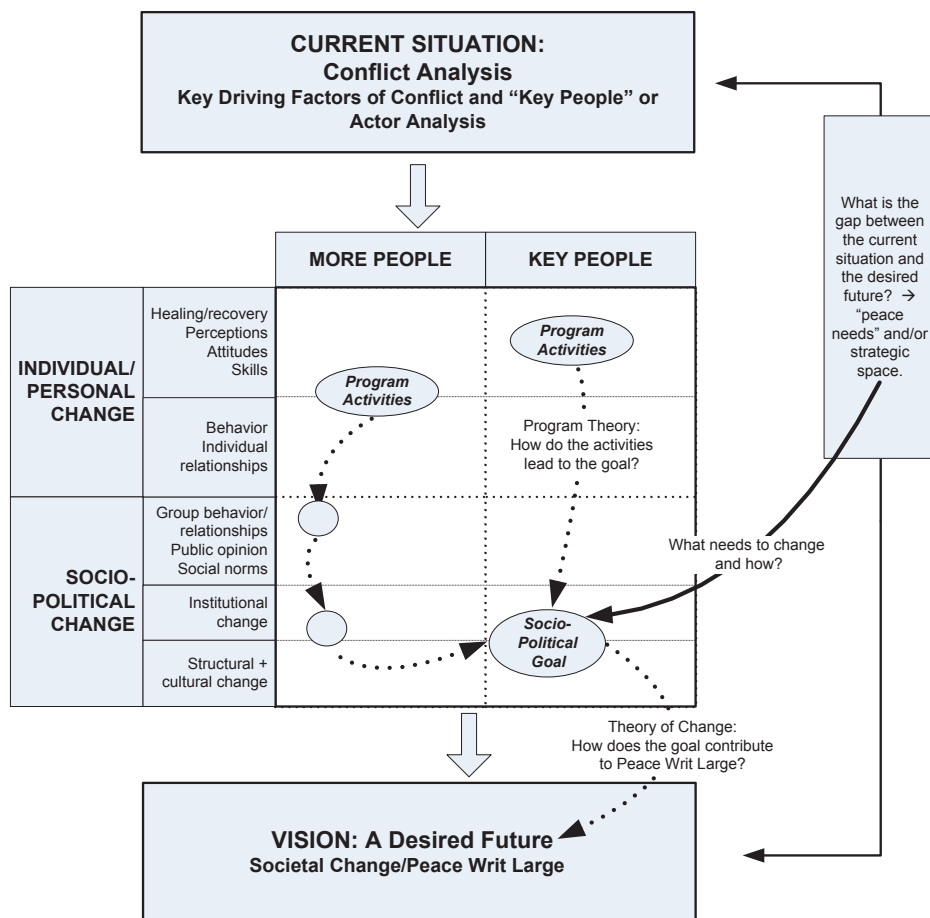 CURRENT SITUATION:
Conflict Analysis
Key Driving Factors of Conflict and “Key People” or
Actor Analysis
What is the
gap between
the current
situation and
the desired
future? →
“peace
needs” and/or
strategic
space.
MORE PEOPLE
KEY PEOPLE
INDIVIDUAL/
PERSONAL
CHANGE
Healing/recovery
Perceptions
Attitudes
Skills
Program
Activities
Program
Activities
Behavior
Individual
relationships
Program Theory:
How do the activities
lead to the goal?
SOCIO-
POLITICAL
CHANGE
Group behavior/
relationships
Public opinion
Social norms
What needs to change
and how?
Institutional
change
Socio-
Political
Goal
Structural +
cultural change
Theory of Change:
How does the goal contribute
to Peace Writ Large?
VISION: A Desired Future
Societal Change/Peace Writ Large